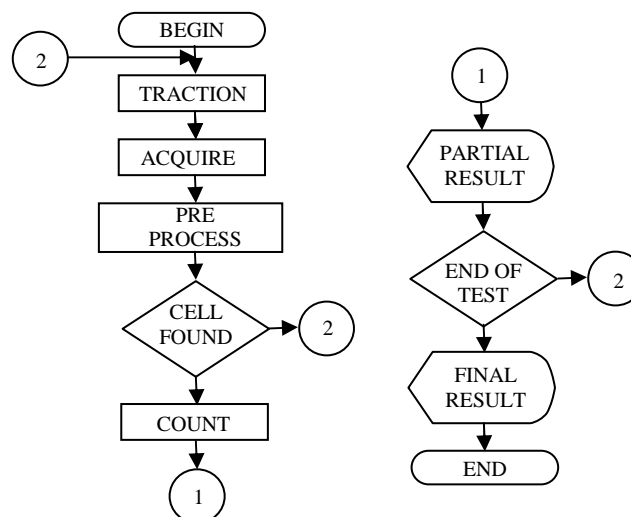 BEGIN
2
TRACTION
ACQUIRE
PRE
PROCESS
CELL
FOUND
2
COUNT
1
1
PARTIAL
RESULT
END OF
TEST
2
FINAL
RESULT
END